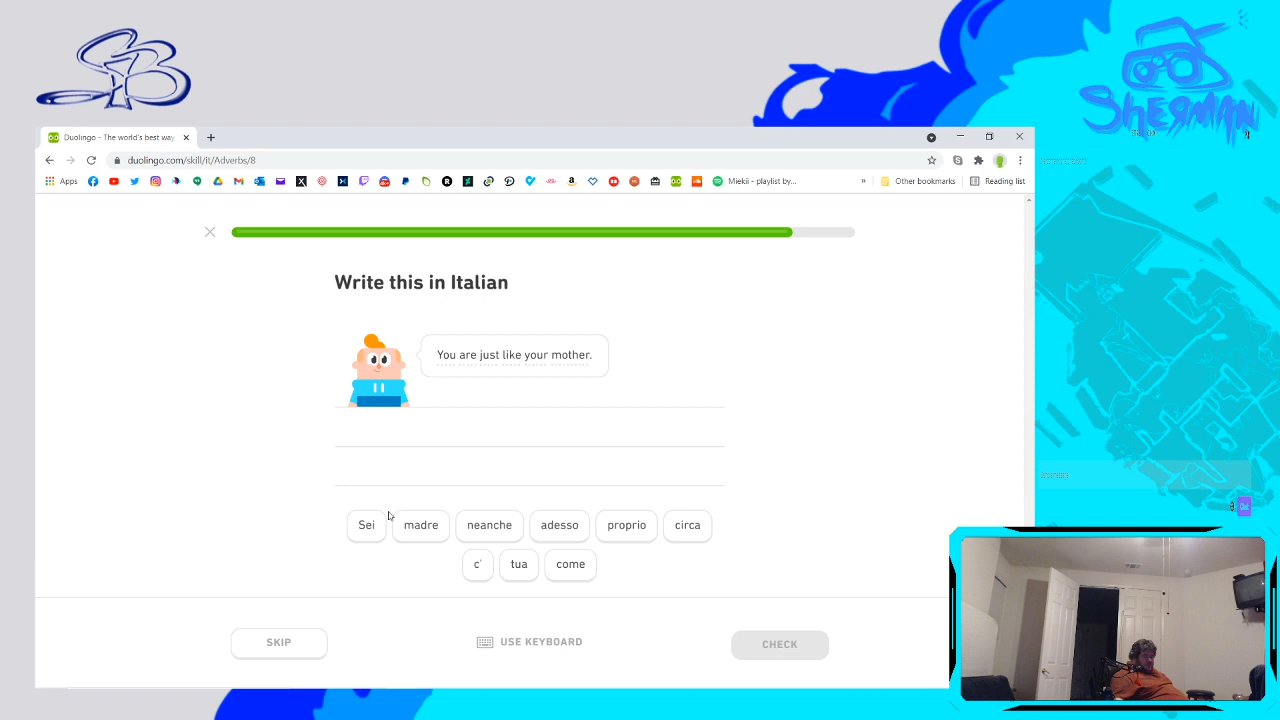 SHERMAN
Duolingo - The world's best way
duolingo.com/skill/it/Adverbs/8
Apps
Miekii - playlist by...
»
Other bookmarks
Reading list
Write this in Italian
You are just like your mother.
Sei madre neanche adesso proprio circa
c' tua come
SKIP
USE KEYBOARD
CHECK